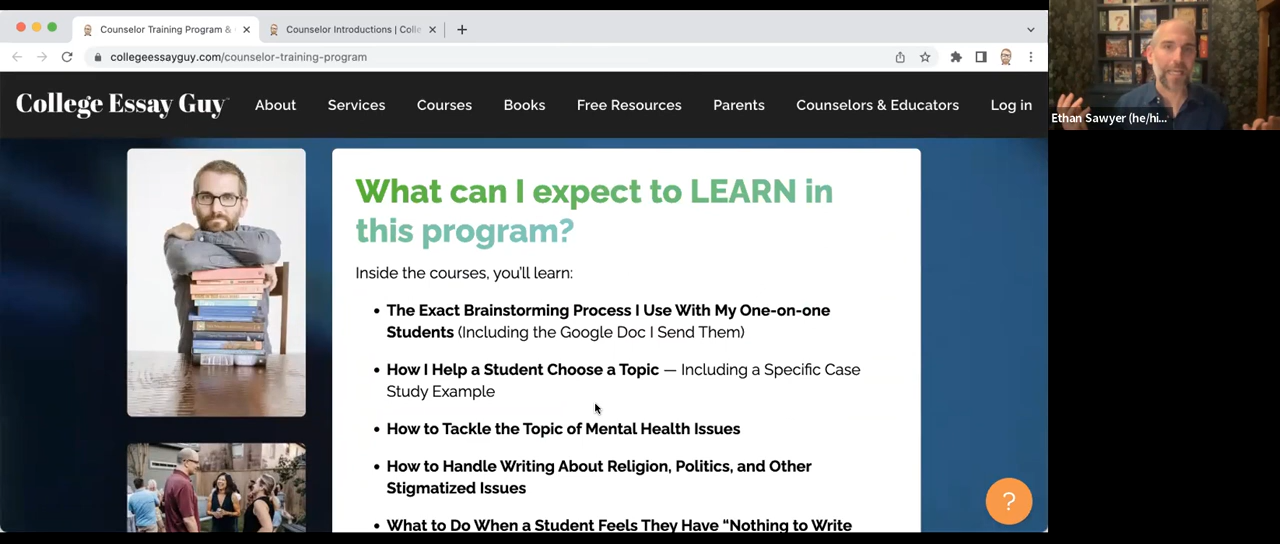 Counselor Training Program &
Counselor Introductions | Colle
collegeessayguy.com/counselor-training-program
College Essay Guy™
About
Services
Courses
Books
Free Resources
Parents
Counselors & Educators
Log in
Ethan Sawyer (he/hi...
What can I expect to LEARN in
this program?
Inside the courses, you'll learn:
• The Exact Brainstorming Process I Use With My One-on-one
Students (Including the Google Doc I Send Them)
• How I Help a Student Choose a Topic — Including a Specific Case
Study Example
• How to Tackle the Topic of Mental Health Issues
• How to Handle Writing About Religion, Politics, and Other
Stigmatized Issues
• What to Do When a Student Feels They Have “Nothing to Write
?